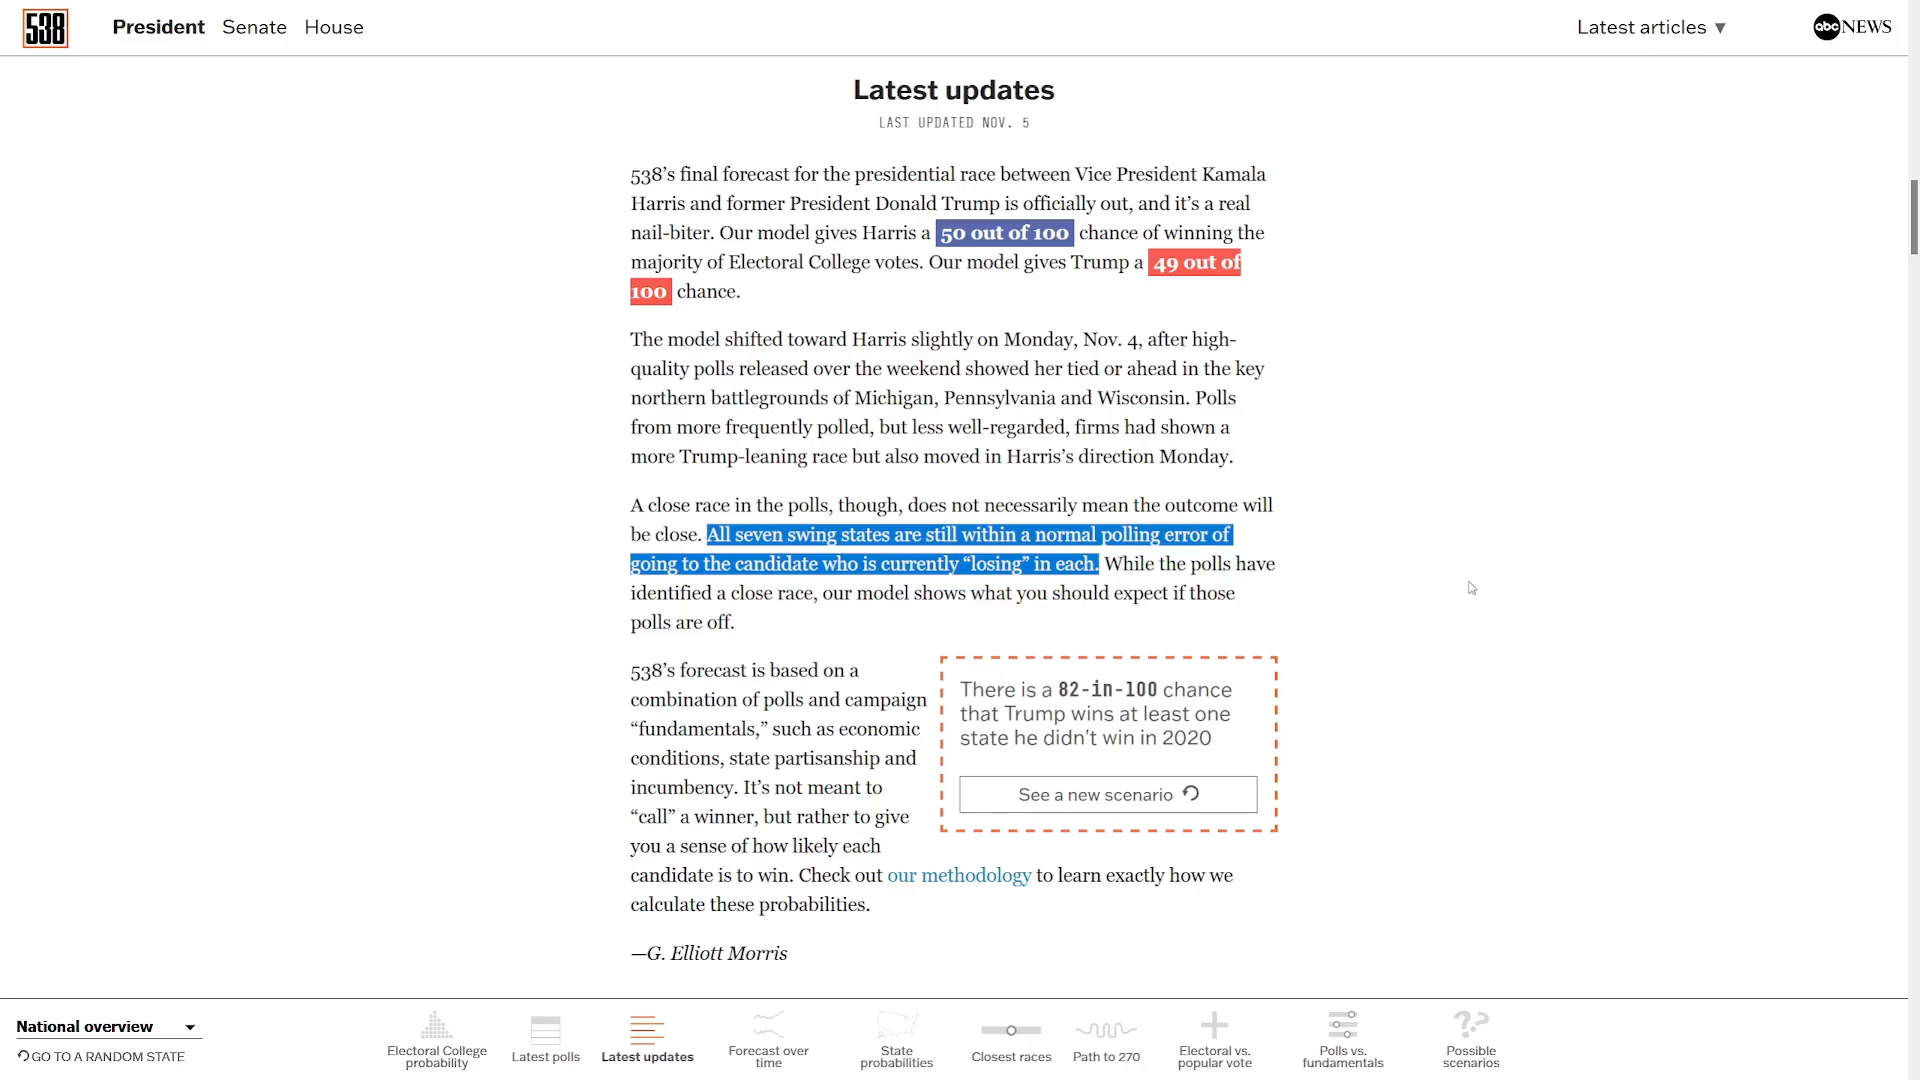 538 President Senate House Latest articles ▼ abc NEWS
Latest updates
LAST UPDATED NOV. 5
538’s final forecast for the presidential race between Vice President Kamala
Harris and former President Donald Trump is officially out, and it’s a real
nail-biter. Our model gives Harris a 50 out of 100 chance of winning the
majority of Electoral College votes. Our model gives Trump a 49 out of
100 chance.
The model shifted toward Harris slightly on Monday, Nov. 4, after high-
quality polls released over the weekend showed her tied or ahead in the key
northern battlegrounds of Michigan, Pennsylvania and Wisconsin. Polls
from more frequently polled, but less well-regarded, firms had shown a
more Trump-leaning race but also moved in Harris’s direction Monday.
A close race in the polls, though, does not necessarily mean the outcome will
be close. All seven swing states are still within a normal polling error of
going to the candidate who is currently “losing” in each. While the polls have
identified a close race, our model shows what you should expect if those
polls are off.
538’s forecast is based on a
combination of polls and campaign
“fundamentals,” such as economic
conditions, state partisanship and
incumbency. It’s not meant to
“call” a winner, but rather to give
you a sense of how likely each
candidate is to win. Check out our methodology to learn exactly how we
calculate these probabilities.
There is a 82-in-100 chance
that Trump wins at least one
state he didn’t win in 2020
See a new scenario
—G. Elliott Morris
National overview
GO TO A RANDOM STATE
Electoral College
probability
Latest polls
Latest updates
Forecast over
time
State
probabilities
Closest races
Path to 270
Electoral vs.
popular vote
Polls vs.
fundamentals
Possible
scenarios